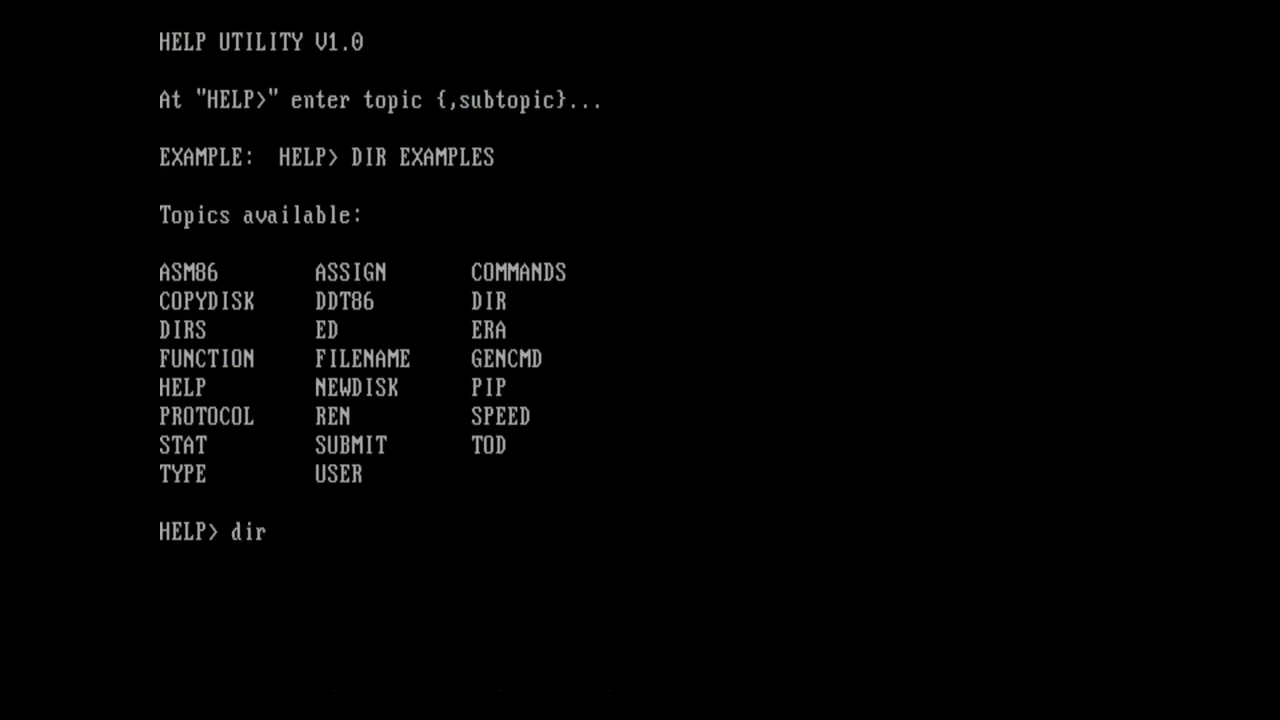 HELP UTILITY V1.0
At "HELP>" enter topic {,subtopic}...
EXAMPLE:  HELP> DIR EXAMPLES
Topics available:
ASM86 ASSIGN COMMANDS
COPYDISK DDT86 DIR
DIRS ED ERA
FUNCTION FILENAME GENCMD
HELP NEWDISK PIP
PROTOCOL REN SPEED
STAT SUBMIT TOD
TYPE USER
HELP> dir